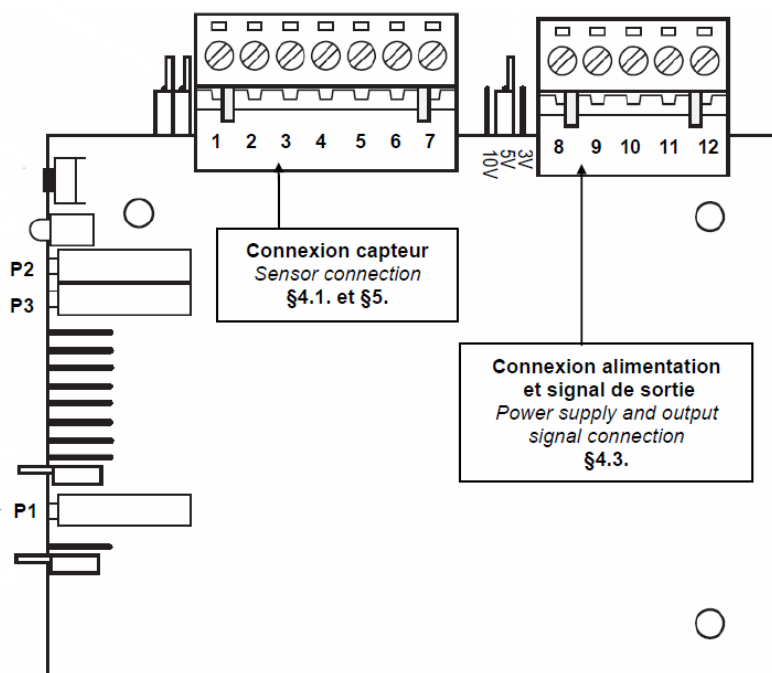 1 2 3 4 5 6 7
10V 5V 3V
8 9 10 11 12
Connexion capteur
Sensor connection
§4.1. et §5.
P2
P3
Connexion alimentation
et signal de sortie
Power supply and output
signal connection
§4.3.
P1